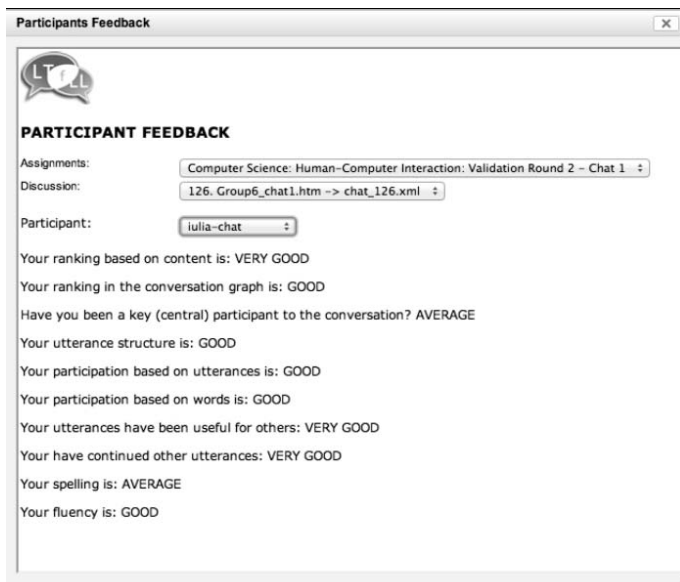 Participants Feedback
LTfLL
PARTICIPANT FEEDBACK
Assignments: Computer Science: Human-Computer Interaction: Validation Round 2 - Chat 1
Discussion: 126. Group6_chat1.htm -> chat_126.xml
Participant: iulia-chat
Your ranking based on content is: VERY GOOD
Your ranking in the conversation graph is: GOOD
Have you been a key (central) participant to the conversation? AVERAGE
Your utterance structure is: GOOD
Your participation based on utterances is: GOOD
Your participation based on words is: GOOD
Your utterances have been useful for others: VERY GOOD
Your have continued other utterances: VERY GOOD
Your spelling is: AVERAGE
Your fluency is: GOOD